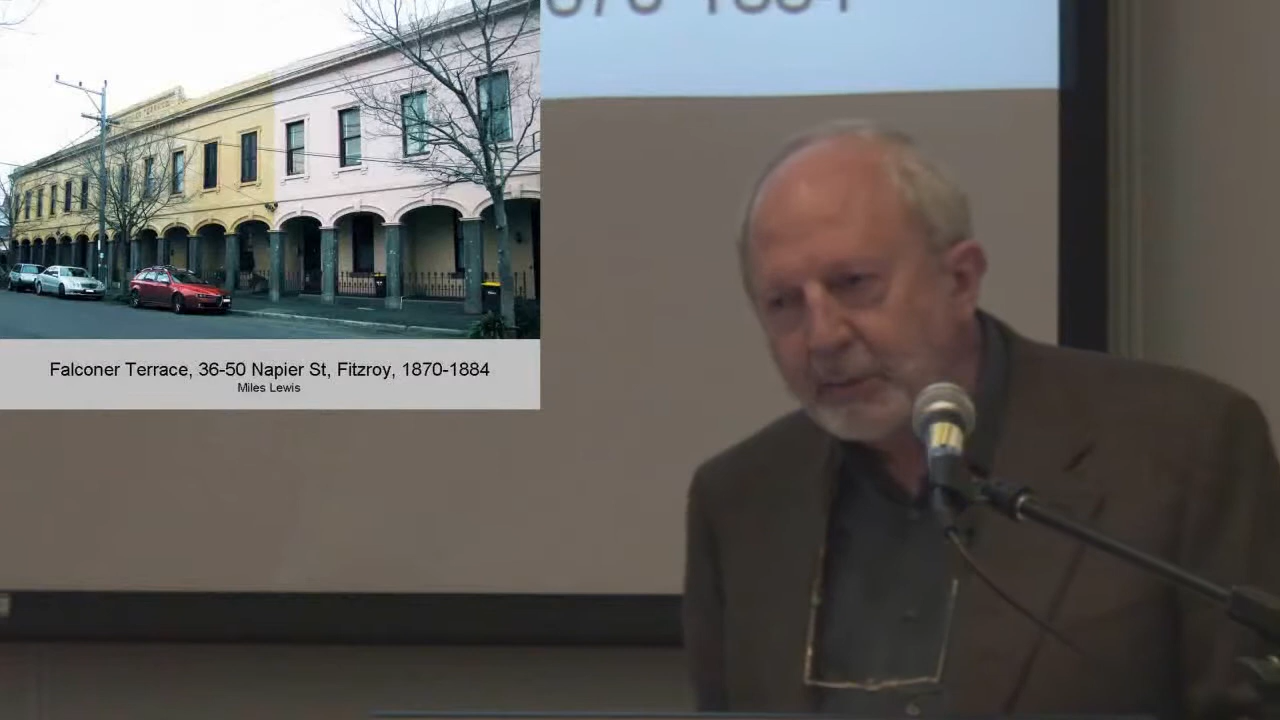 Falconer Terrace, 36-50 Napier St, Fitzroy, 1870-1884
Miles Lewis